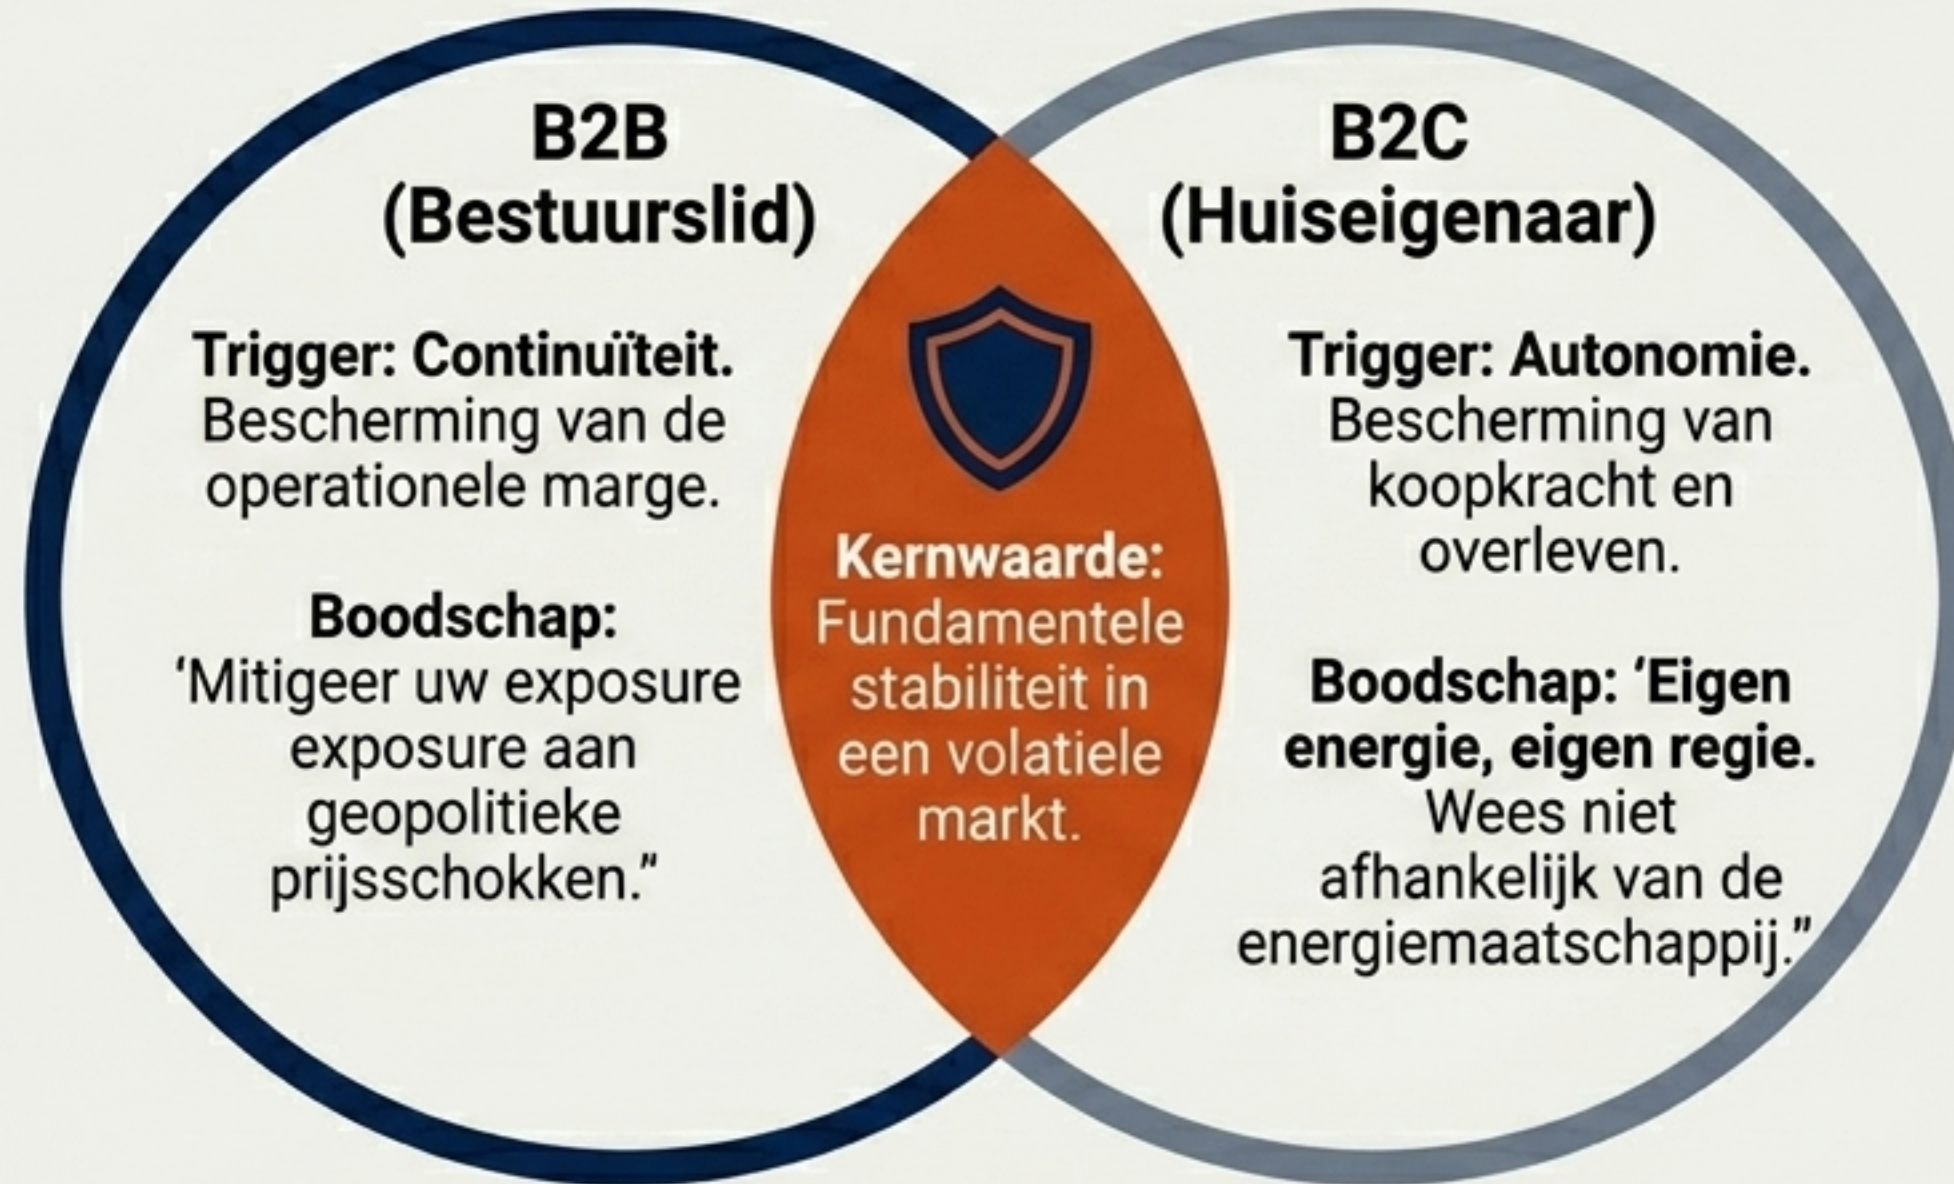 B2B
(Bestuurslid)
Trigger: Continuïteit.
Bescherming van de
operationele marge.
Boodschap:
‘Mitigeer uw exposure
exposure aan
geopolitieke
prijsschokken.”
Kernwaarde:
Fundamentele
stabiliteit in
een volatiele
markt.
B2C
(Huiseigenaar)
Trigger: Autonomie.
Bescherming van
koopkracht en
overleven.
Boodschap: ‘Eigen
energie, eigen regie.
Wees niet
afhankelijk van de
energiemaatschappij.”